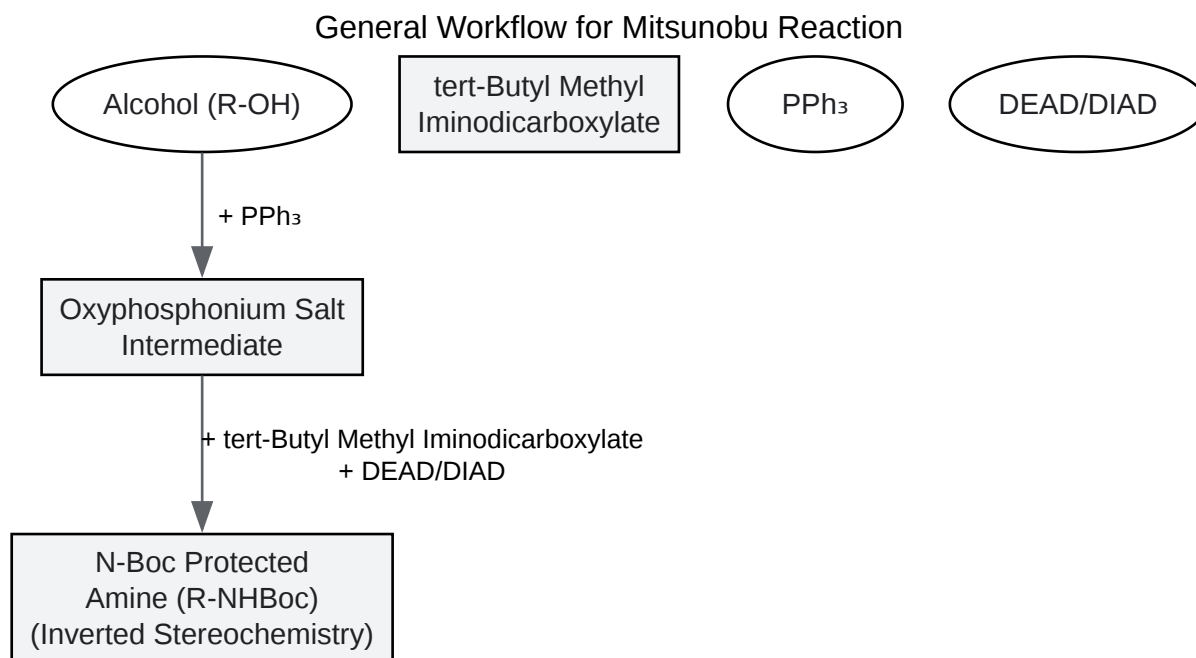 General Workflow for Mitsunobu Reaction
Alcohol (R-OH)
tert-Butyl Methyl
Iminodicarboxylate
PPh₃
DEAD/DIAD
+ PPh₃
Oxyphosphonium Salt
Intermediate
+ tert-Butyl Methyl Iminodicarboxylate
+ DEAD/DIAD
N-Boc Protected
Amine (R-NHBoc)
(Inverted Stereochemistry)